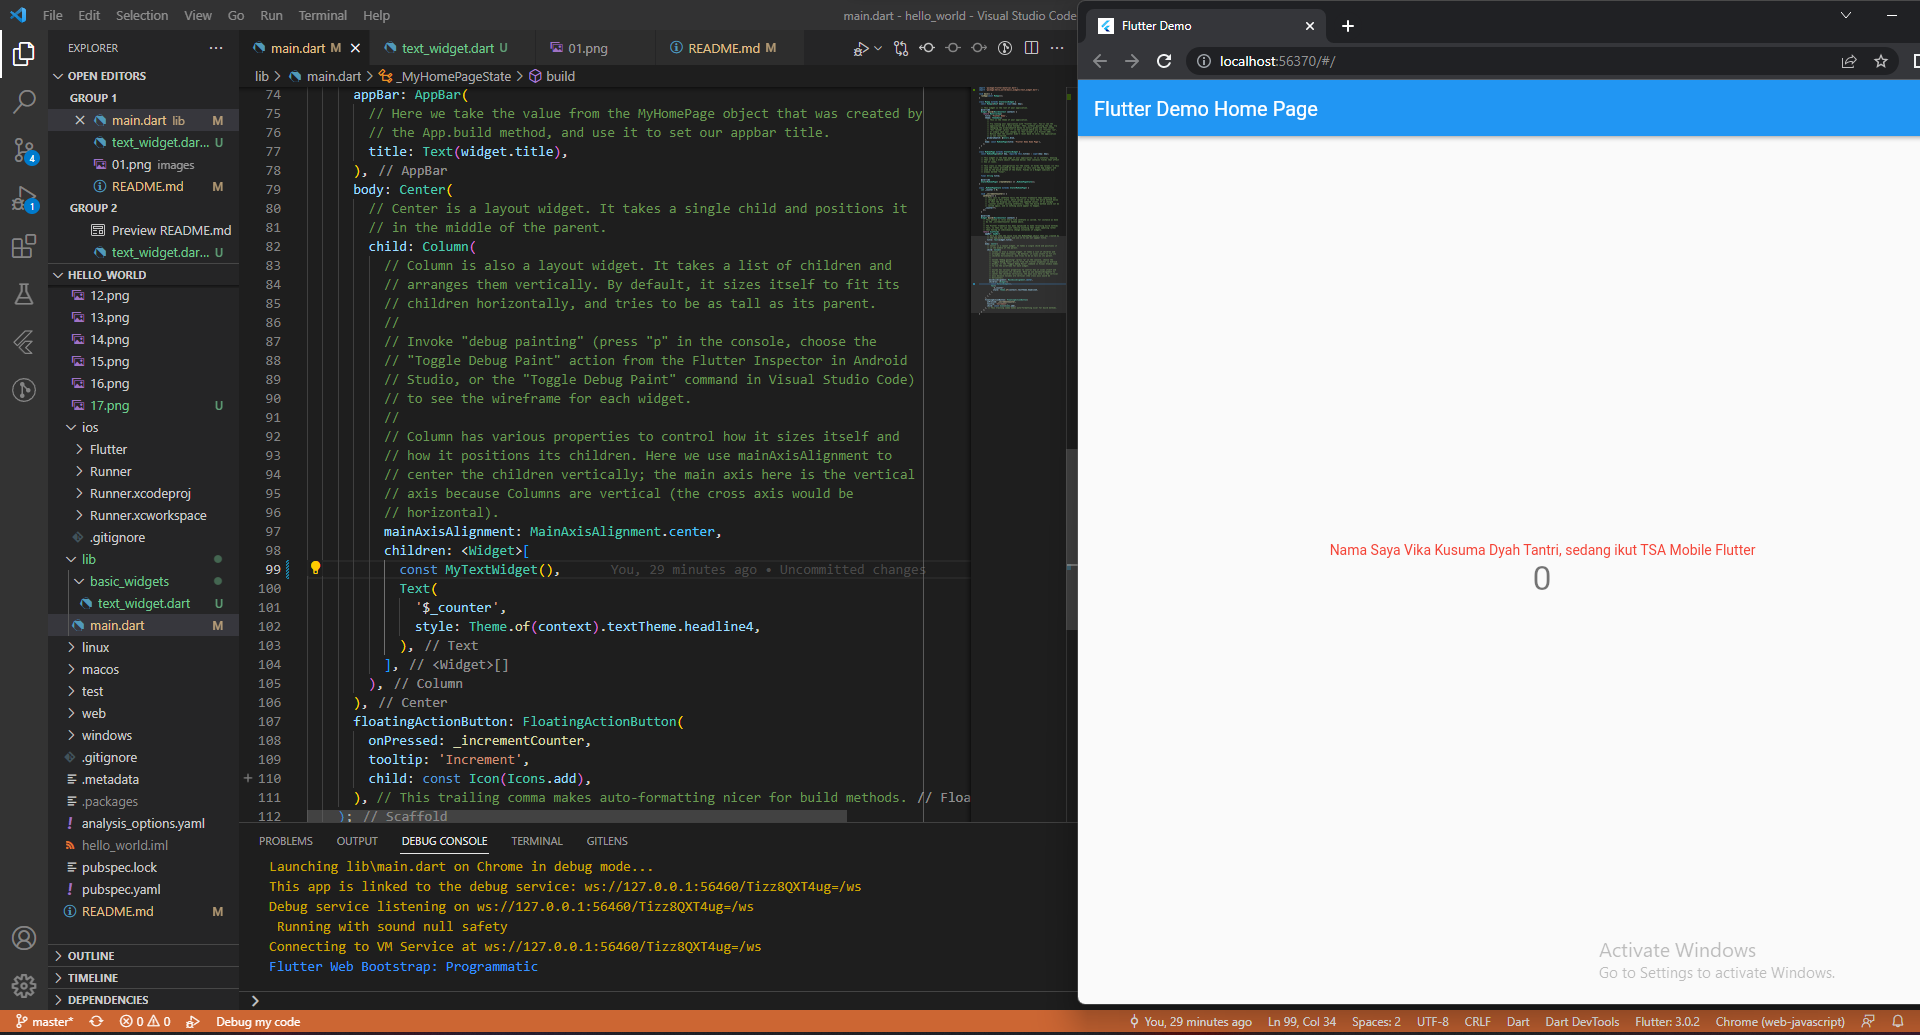 File Edit Selection View Go Run Terminal Help
main.dart - hello_world - Visual Studio Code
EXPLORER
OPEN EDITORS
GROUP 1
main.dart lib M
text_widget.dar... U
01.png images
README.md M
GROUP 2
Preview README.md
text_widget.dar... U
HELLO_WORLD
12.png
13.png
14.png
15.png
16.png
17.png U
ios
Flutter
Runner
Runner.xcodeproj
Runner.xcworkspace
.gitignore
lib
basic_widgets
text_widget.dart U
main.dart M
linux
macos
test
web
windows
.gitignore
.metadata
.packages
analysis_options.yaml
hello_world.iml
pubspec.lock
pubspec.yaml
README.md M
OUTLINE
TIMELINE
DEPENDENCIES
4
1
main.dart M text_widget.dart U 01.png README.md M
lib > main.dart > _MyHomePageState > build
74 appBar: AppBar(
75 // Here we take the value from the MyHomePage object that was created by
76 // the App.build method, and use it to set our appbar title.
77 title: Text(widget.title),
78 ), // AppBar
79 body: Center(
80 // Center is a layout widget. It takes a single child and positions it
81 // in the middle of the parent.
82 child: Column(
83 // Column is also a layout widget. It takes a list of children and
84 // arranges them vertically. By default, it sizes itself to fit its
85 // children horizontally, and tries to be as tall as its parent.
86 //
87 // Invoke "debug painting" (press "p" in the console, choose the
88 // "Toggle Debug Paint" action from the Flutter Inspector in Android
89 // Studio, or the "Toggle Debug Paint" command in Visual Studio Code)
90 // to see the wireframe for each widget.
91 //
92 // Column has various properties to control how it sizes itself and
93 // how it positions its children. Here we use mainAxisAlignment to
94 // center the children vertically; the main axis here is the vertical
95 // axis because Columns are vertical (the cross axis would be
96 // horizontal).
97 mainAxisAlignment: MainAxisAlignment.center,
98 children: <Widget>[
99 const MyTextWidget(), You, 29 minutes ago • Uncommitted changes
100 Text(
101 '$_counter',
102 style: Theme.of(context).textTheme.headline4,
103 ), // Text
104 ], // <Widget>[]
105 ), // Column
106 ), // Center
107 floatingActionButton: FloatingActionButton(
108 onPressed: _incrementCounter,
109 tooltip: 'Increment',
110 child: const Icon(Icons.add),
111 ), // This trailing comma makes auto-formatting nicer for build methods. // Floa
112 ); // Scaffold
PROBLEMS OUTPUT DEBUG CONSOLE TERMINAL GITLENS
Launching lib\main.dart on Chrome in debug mode...
This app is linked to the debug service: ws://127.0.0.1:56460/Tizz8QXT4ug=/ws
Debug service listening on ws://127.0.0.1:56460/Tizz8QXT4ug=/ws
Running with sound null safety
Connecting to VM Service at ws://127.0.0.1:56460/Tizz8QXT4ug=/ws
Flutter Web Bootstrap: Programmatic
Flutter Demo
localhost:56370/#/
Flutter Demo Home Page
Nama Saya Vika Kusuma Dyah Tantri, sedang ikut TSA Mobile Flutter
0
Activate Windows
Go to Settings to activate Windows.
master* 0 0 Debug my code You, 29 minutes ago Ln 99, Col 34 Spaces: 2 UTF-8 CRLF Dart Dart DevTools Flutter: 3.0.2 Chrome (web-javascript)